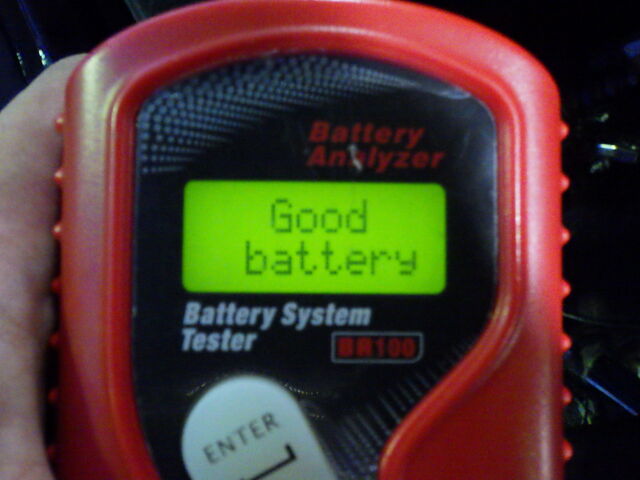 Battery
Analyzer
Good
battery
Battery System
Tester
BA100
ENTER